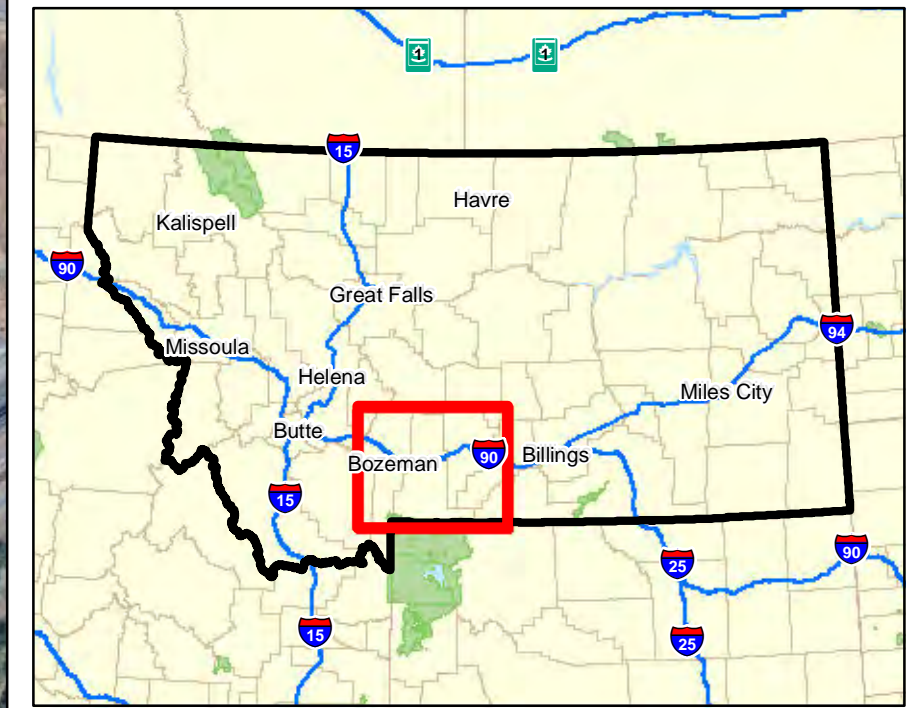 1
1
15
Havre
Kalispell
90
Great Falls
94
Missoula
Helena
Miles City
Butte
90
Billings
Bozeman
15
25
90
15
25